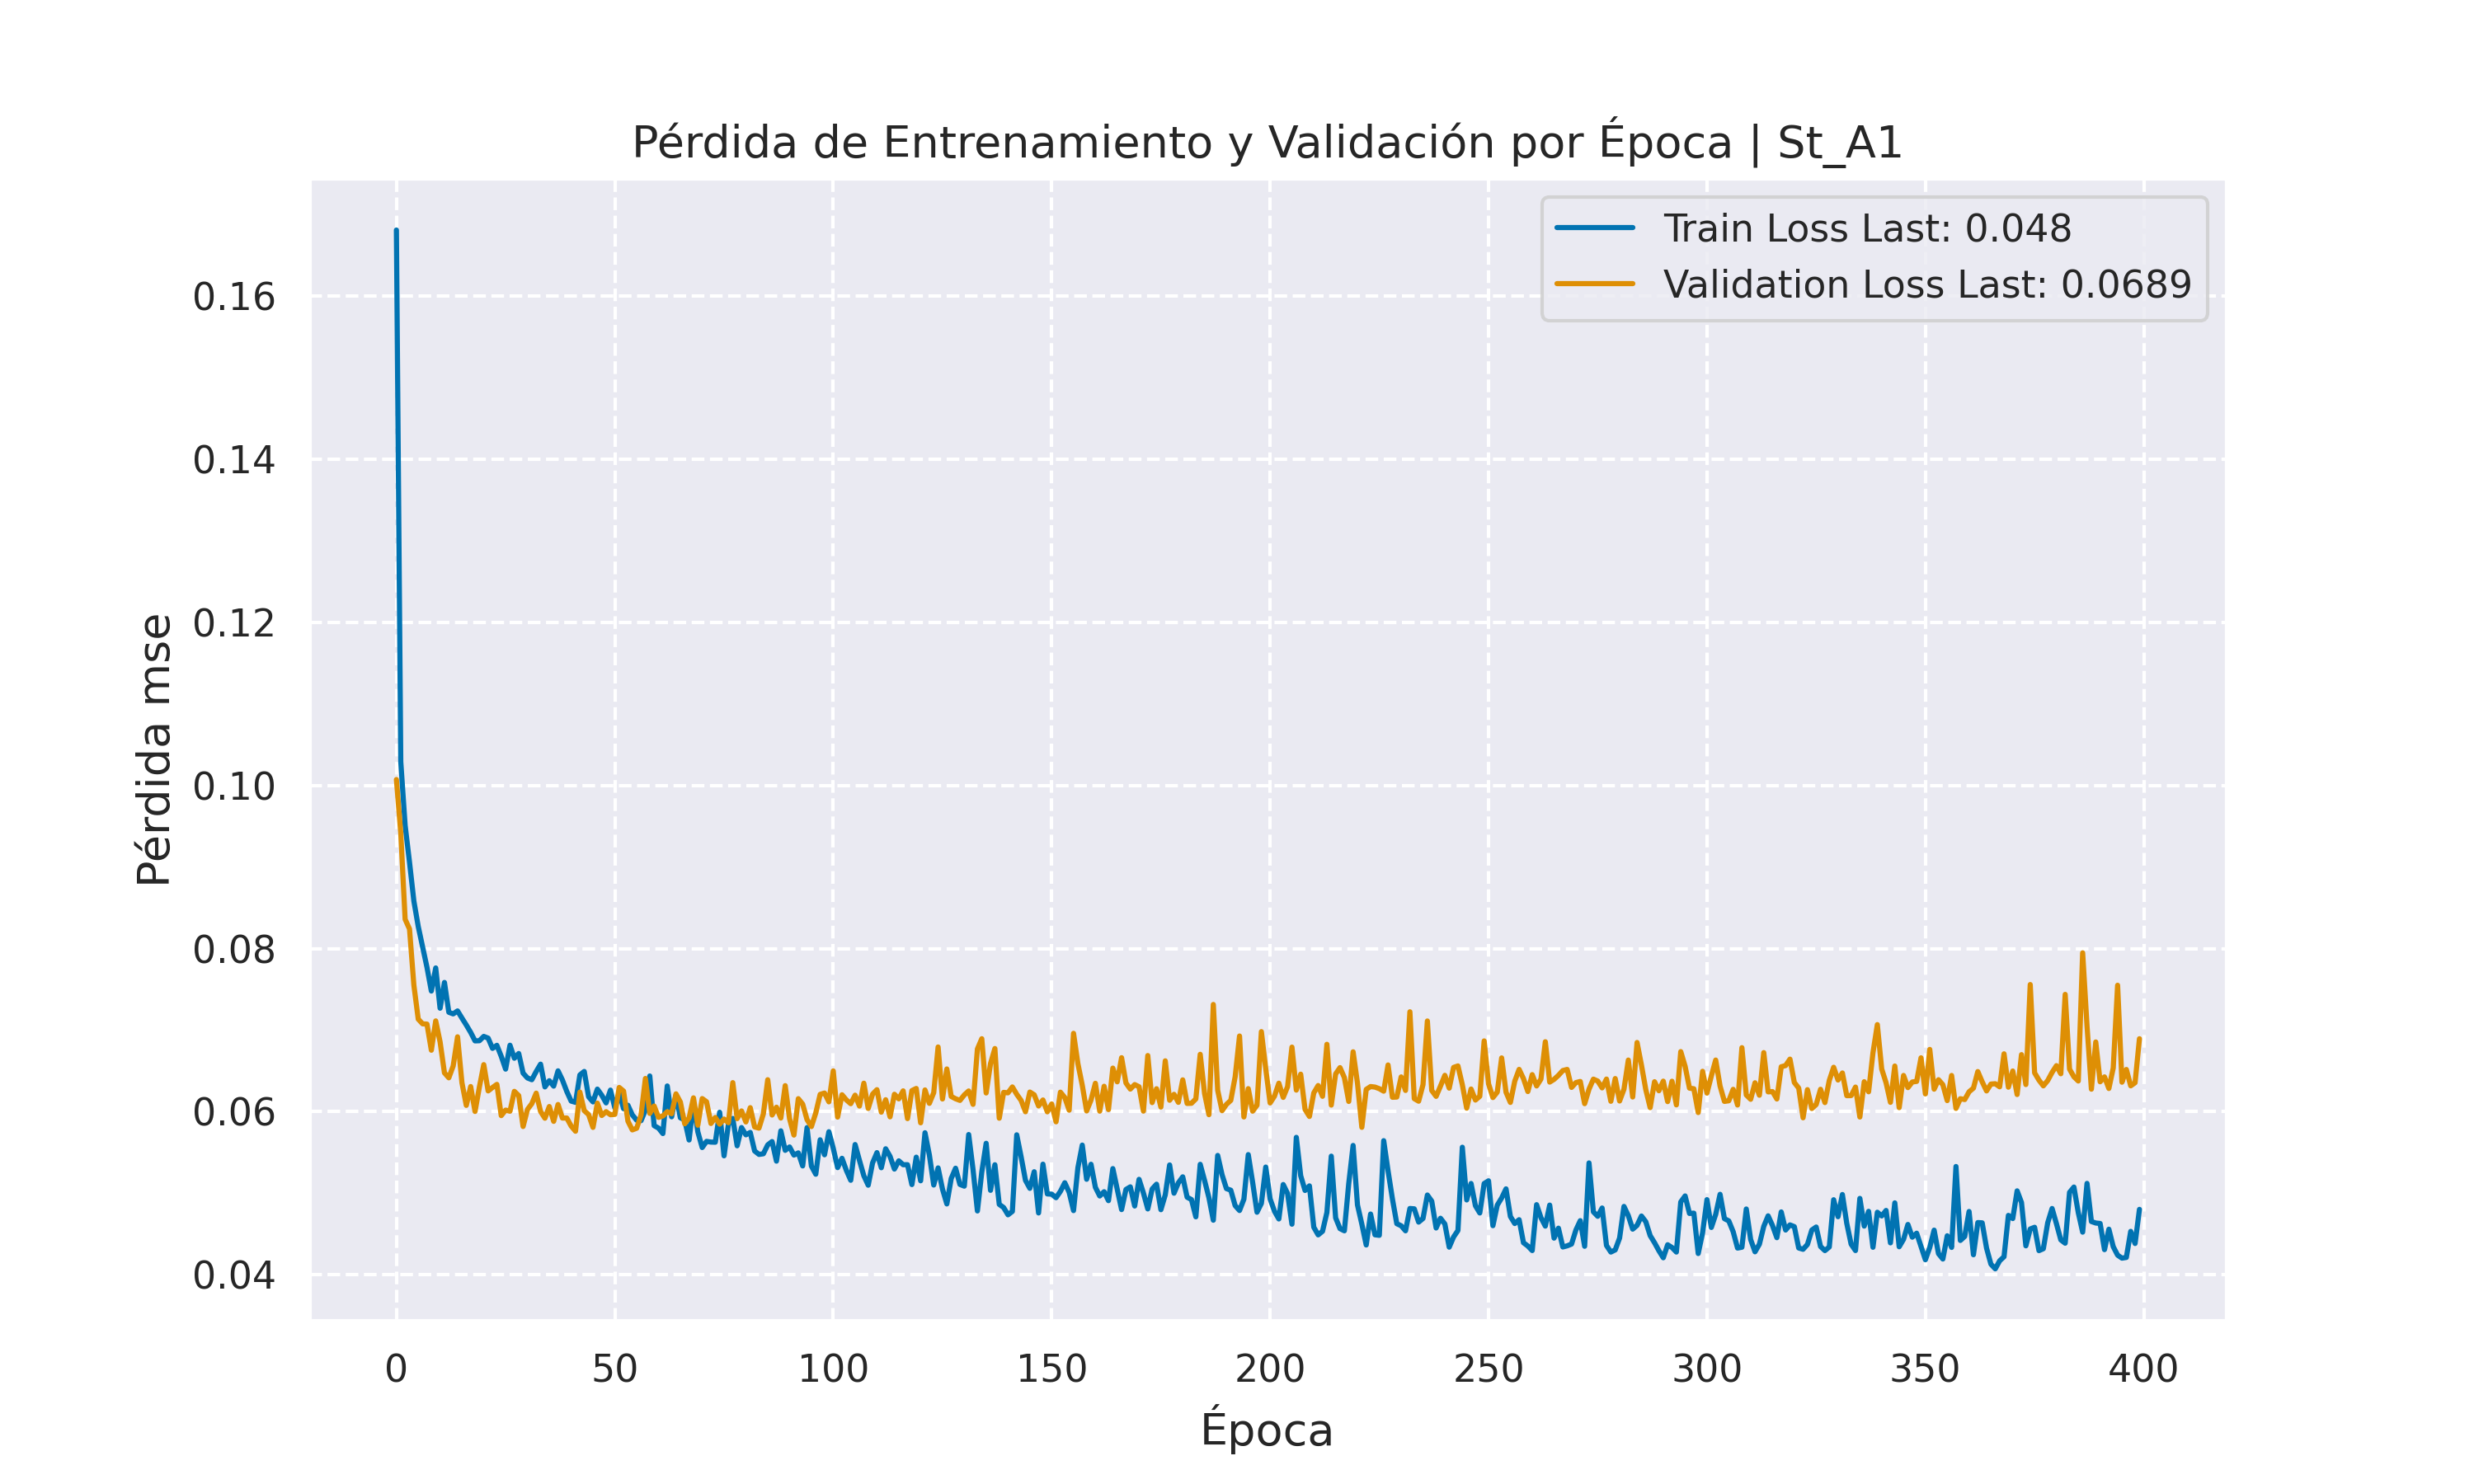 Pérdida de Entrenamiento y Validación por Época | St_A1
Train Loss Last: 0.048
Validation Loss Last: 0.0689
Pérdida mse
0.16
0.14
0.12
0.10
0.08
0.06
0.04
0 50 100 150 200 250 300 350 400
Época